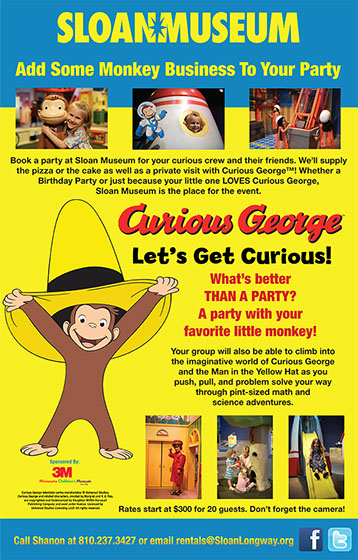 SLOAN MUSEUM
Add Some Monkey Business To Your Party
Book a party at Sloan Museum for your curious crew and their friends. We'll supply
the pizza or the cake as well as a private visit with Curious George™! Whether a
Birthday Party or just because your little one LOVES Curious George,
Sloan Museum is the place for the event.
Curious George
Let's Get Curious!
What's better
THAN A PARTY?
A party with your
favorite little monkey!
Your group will also be able to climb into
the imaginative world of Curious George
and the Man in the Yellow Hat as you
push, pull, and problem solve your way
through pint-sized math and
science adventures.
Sponsored By:
3M
Minnesota Children's Museum
Rates start at $300 for 20 guests. Don't forget the camera!
Call Shanon at 810.237.3427 or email rentals@SloanLongway.org
f
t